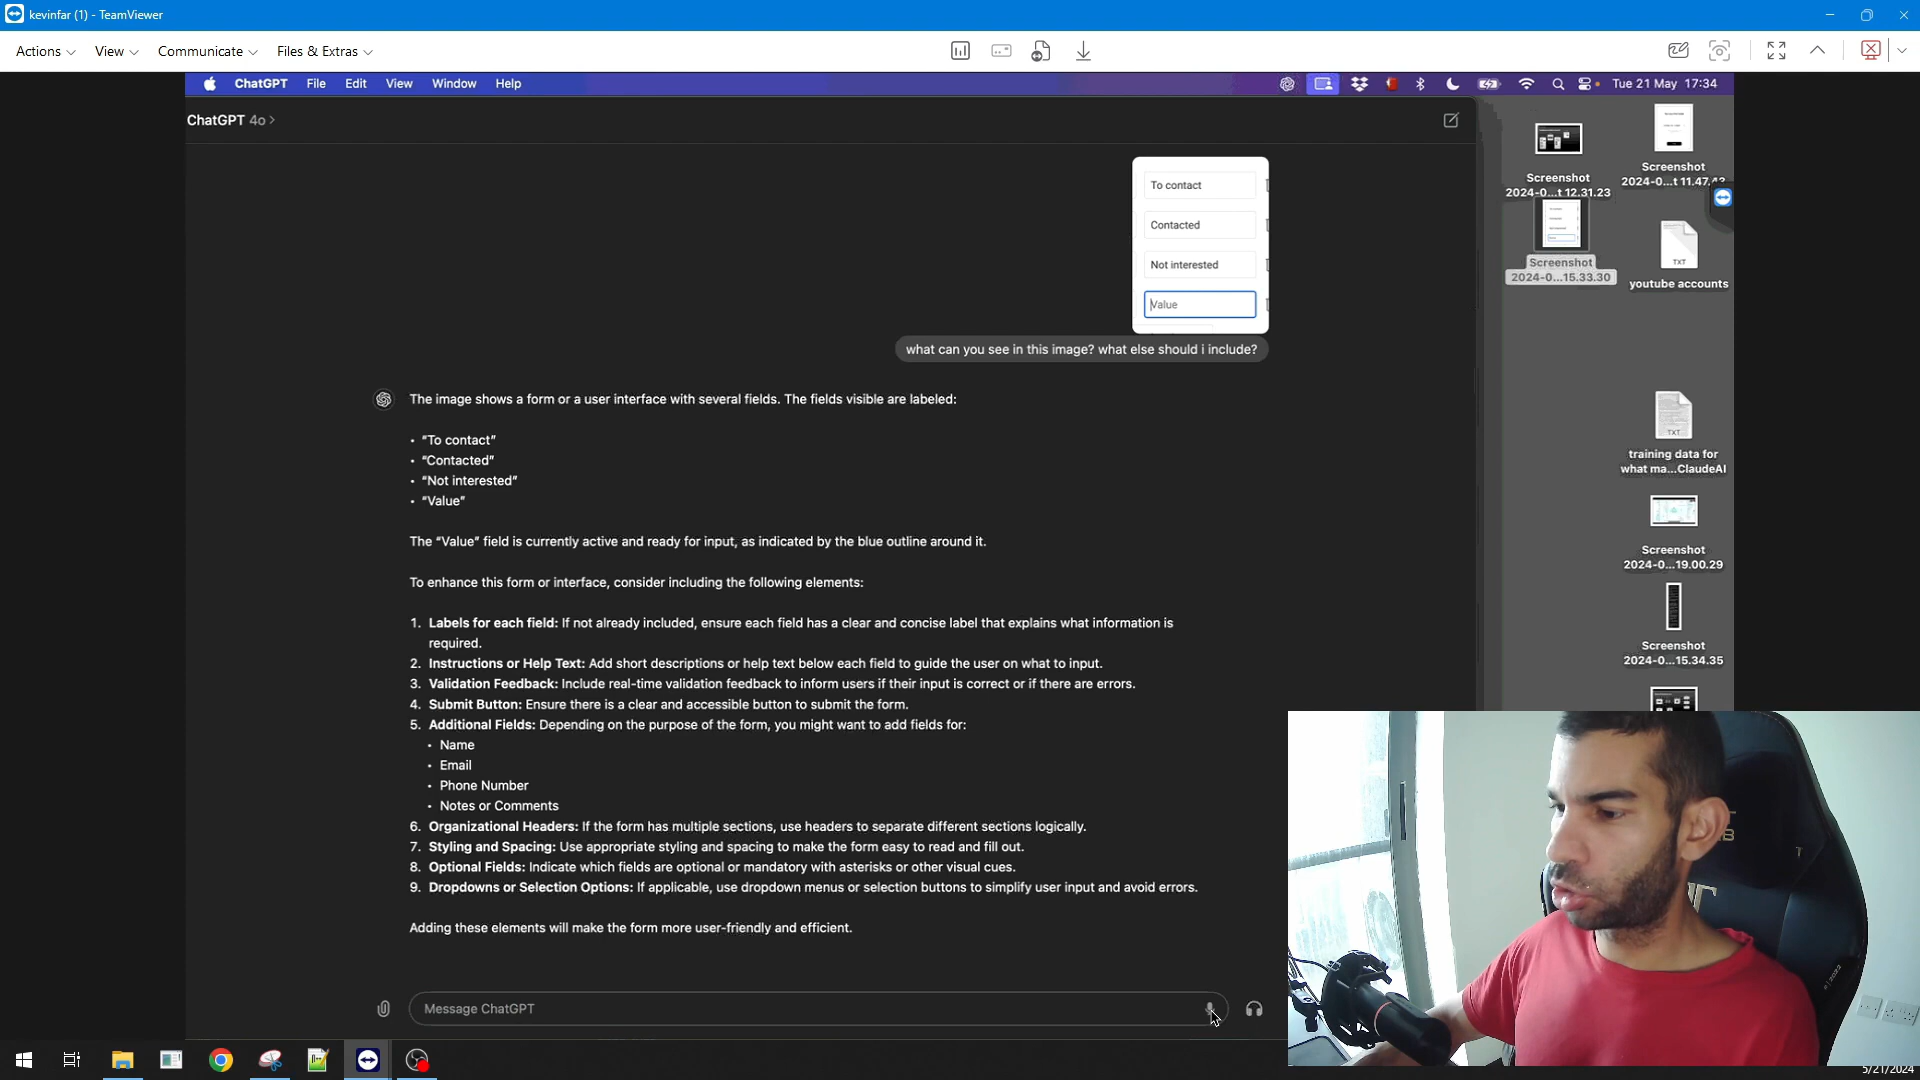 kevinfar (1) - TeamViewer
Actions View Communicate Files & Extras
ChatGPT File Edit View Window Help Tue 21 May 17:34
ChatGPT 4o >
To contact
Contacted
Not interested
Value
what can you see in this image? what else should i include?
The image shows a form or a user interface with several fields. The fields visible are labeled:
• "To contact"
• "Contacted"
• "Not interested"
• "Value"
The "Value" field is currently active and ready for input, as indicated by the blue outline around it.
To enhance this form or interface, consider including the following elements:
1. Labels for each field: If not already included, ensure each field has a clear and concise label that explains what information is
required.
2. Instructions or Help Text: Add short descriptions or help text below each field to guide the user on what to input.
3. Validation Feedback: Include real-time validation feedback to inform users if their input is correct or if there are errors.
4. Submit Button: Ensure there is a clear and accessible button to submit the form.
5. Additional Fields: Depending on the purpose of the form, you might want to add fields for:
• Name
• Email
• Phone Number
• Notes or Comments
6. Organizational Headers: If the form has multiple sections, use headers to separate different sections logically.
7. Styling and Spacing: Use appropriate styling and spacing to make the form easy to read and fill out.
8. Optional Fields: Indicate which fields are optional or mandatory with asterisks or other visual cues.
9. Dropdowns or Selection Options: If applicable, use dropdown menus or selection buttons to simplify user input and avoid errors.
Adding these elements will make the form more user-friendly and efficient.
Message ChatGPT
Screenshot
2024-0...t 12.31.23
Screenshot
2024-0...t 11.47.42
Screenshot
2024-0...15.33.30
TXT
youtube accounts
TXT
training data for
what ma...ClaudeAI
Screenshot
2024-0...19.00.29
Screenshot
2024-0...15.34.35
5/21/2024